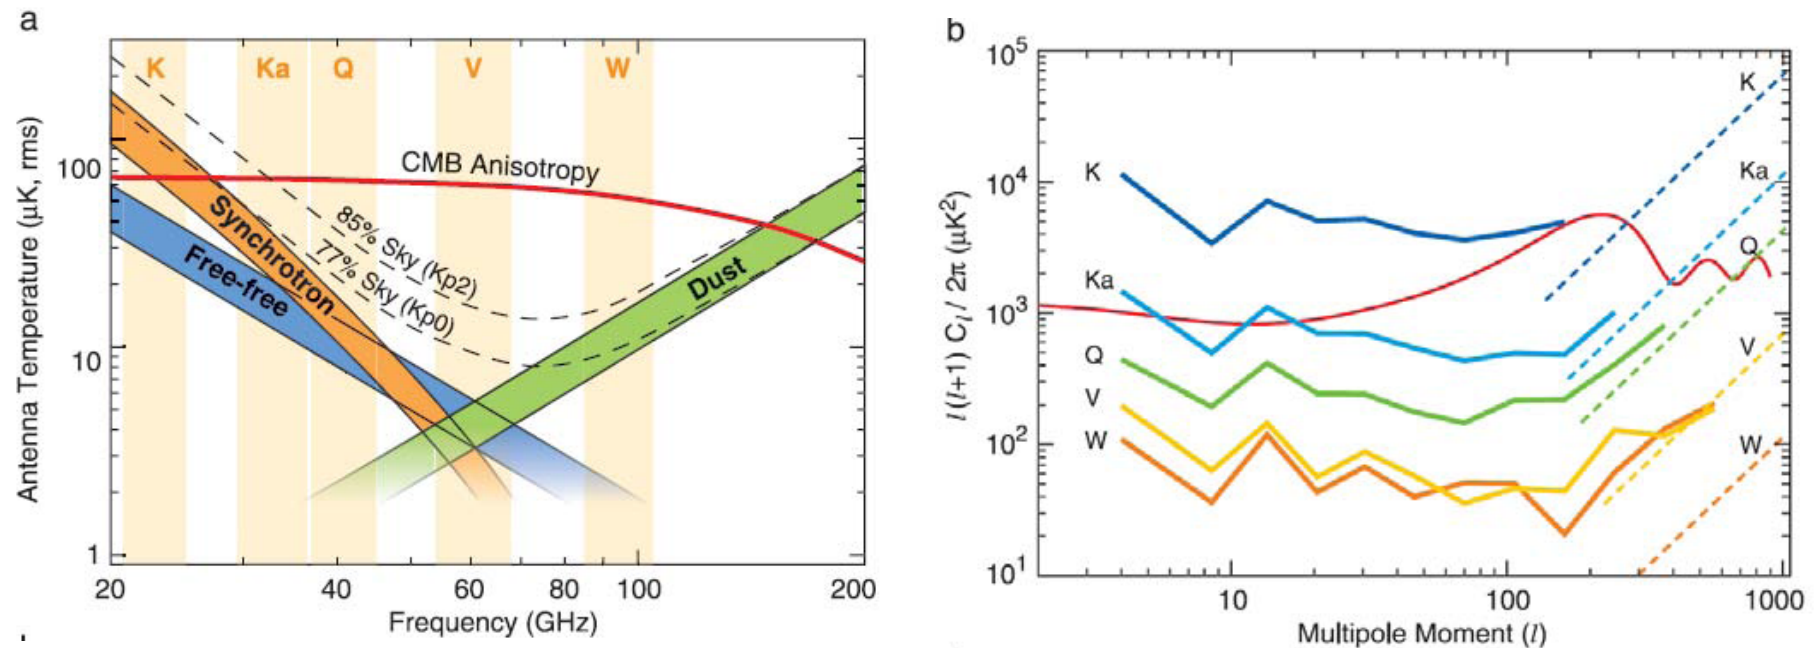 a
K Ka Q V W
Antenna Temperature (μK, rms)
100
10
1
CMB Anisotropy
85% Sky (Kp2)
77% Sky (Kp0)
Synchrotron
Free-free
Dust
20 40 60 80 100 200
Frequency (GHz)
b
l(l+1) Cl / 2π (μK²)
10⁵
10⁴
10³
10²
10¹
K
Ka
Q
V
W
K
Ka
Q
V
W
10 100 1000
Multipole Moment (l)